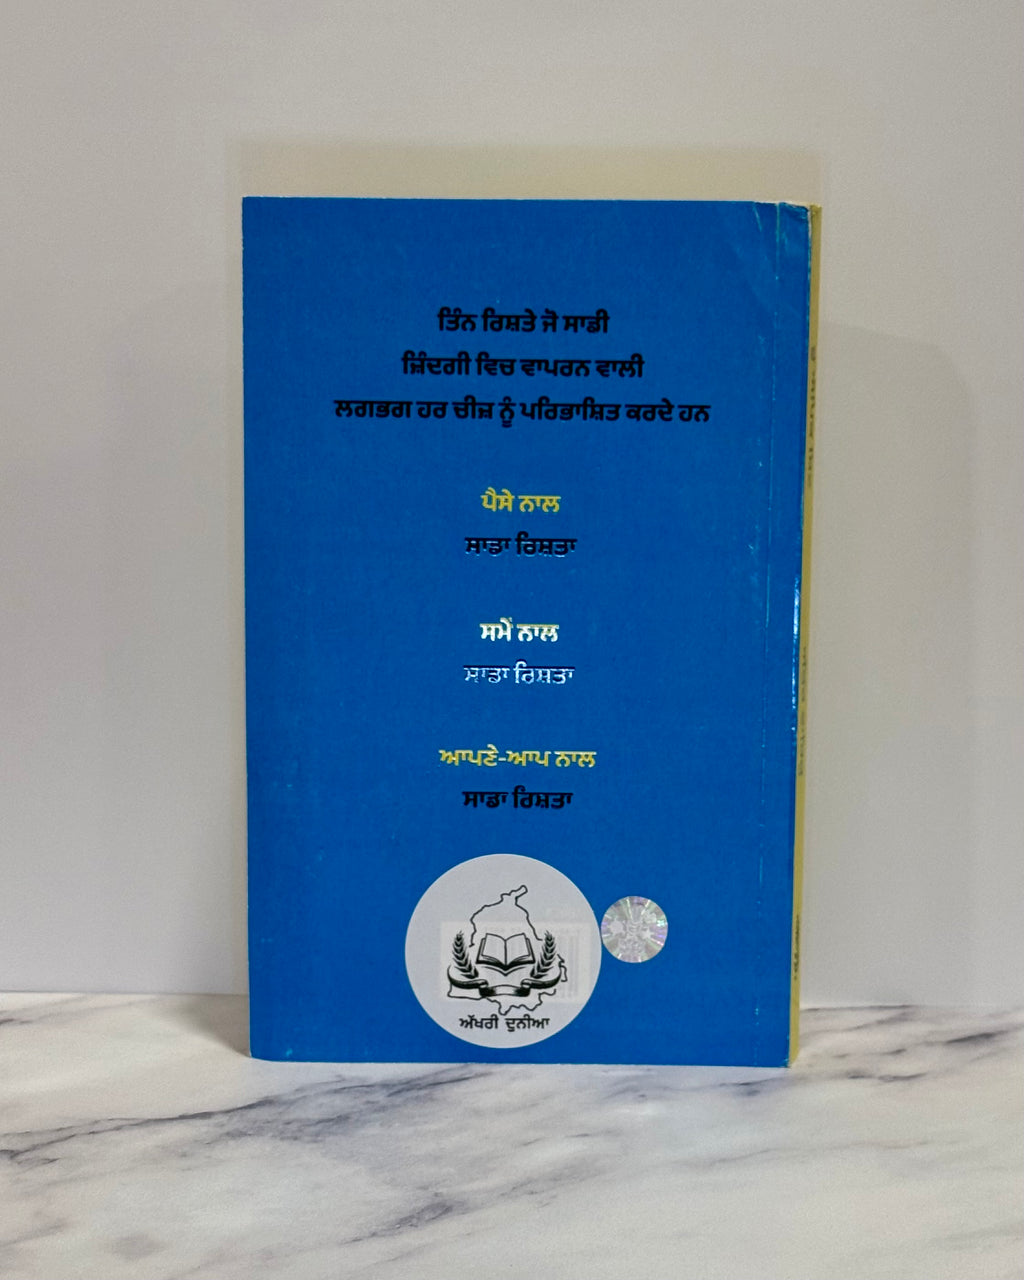 ਤਿੰਨ ਰਿਸ਼ਤੇ ਜੋ ਸਾਡੀ
ਜ਼ਿੰਦਗੀ ਵਿਚ ਵਾਪਰਨ ਵਾਲੀ
ਲਗਭਗ ਹਰ ਚੀਜ਼ ਨੂੰ ਪਰਿਭਾਸ਼ਿਤ ਕਰਦੇ ਹਨ
ਪੈਸੇ ਨਾਲ
ਸਾਡਾ ਰਿਸ਼ਤਾ
ਸਮੇਂ ਨਾਲ
ਸਾਡਾ ਰਿਸ਼ਤਾ
ਆਪਣੇ-ਆਪ ਨਾਲ
ਸਾਡਾ ਰਿਸ਼ਤਾ
ਅੱਖਰੀ ਦੁਨੀਆ